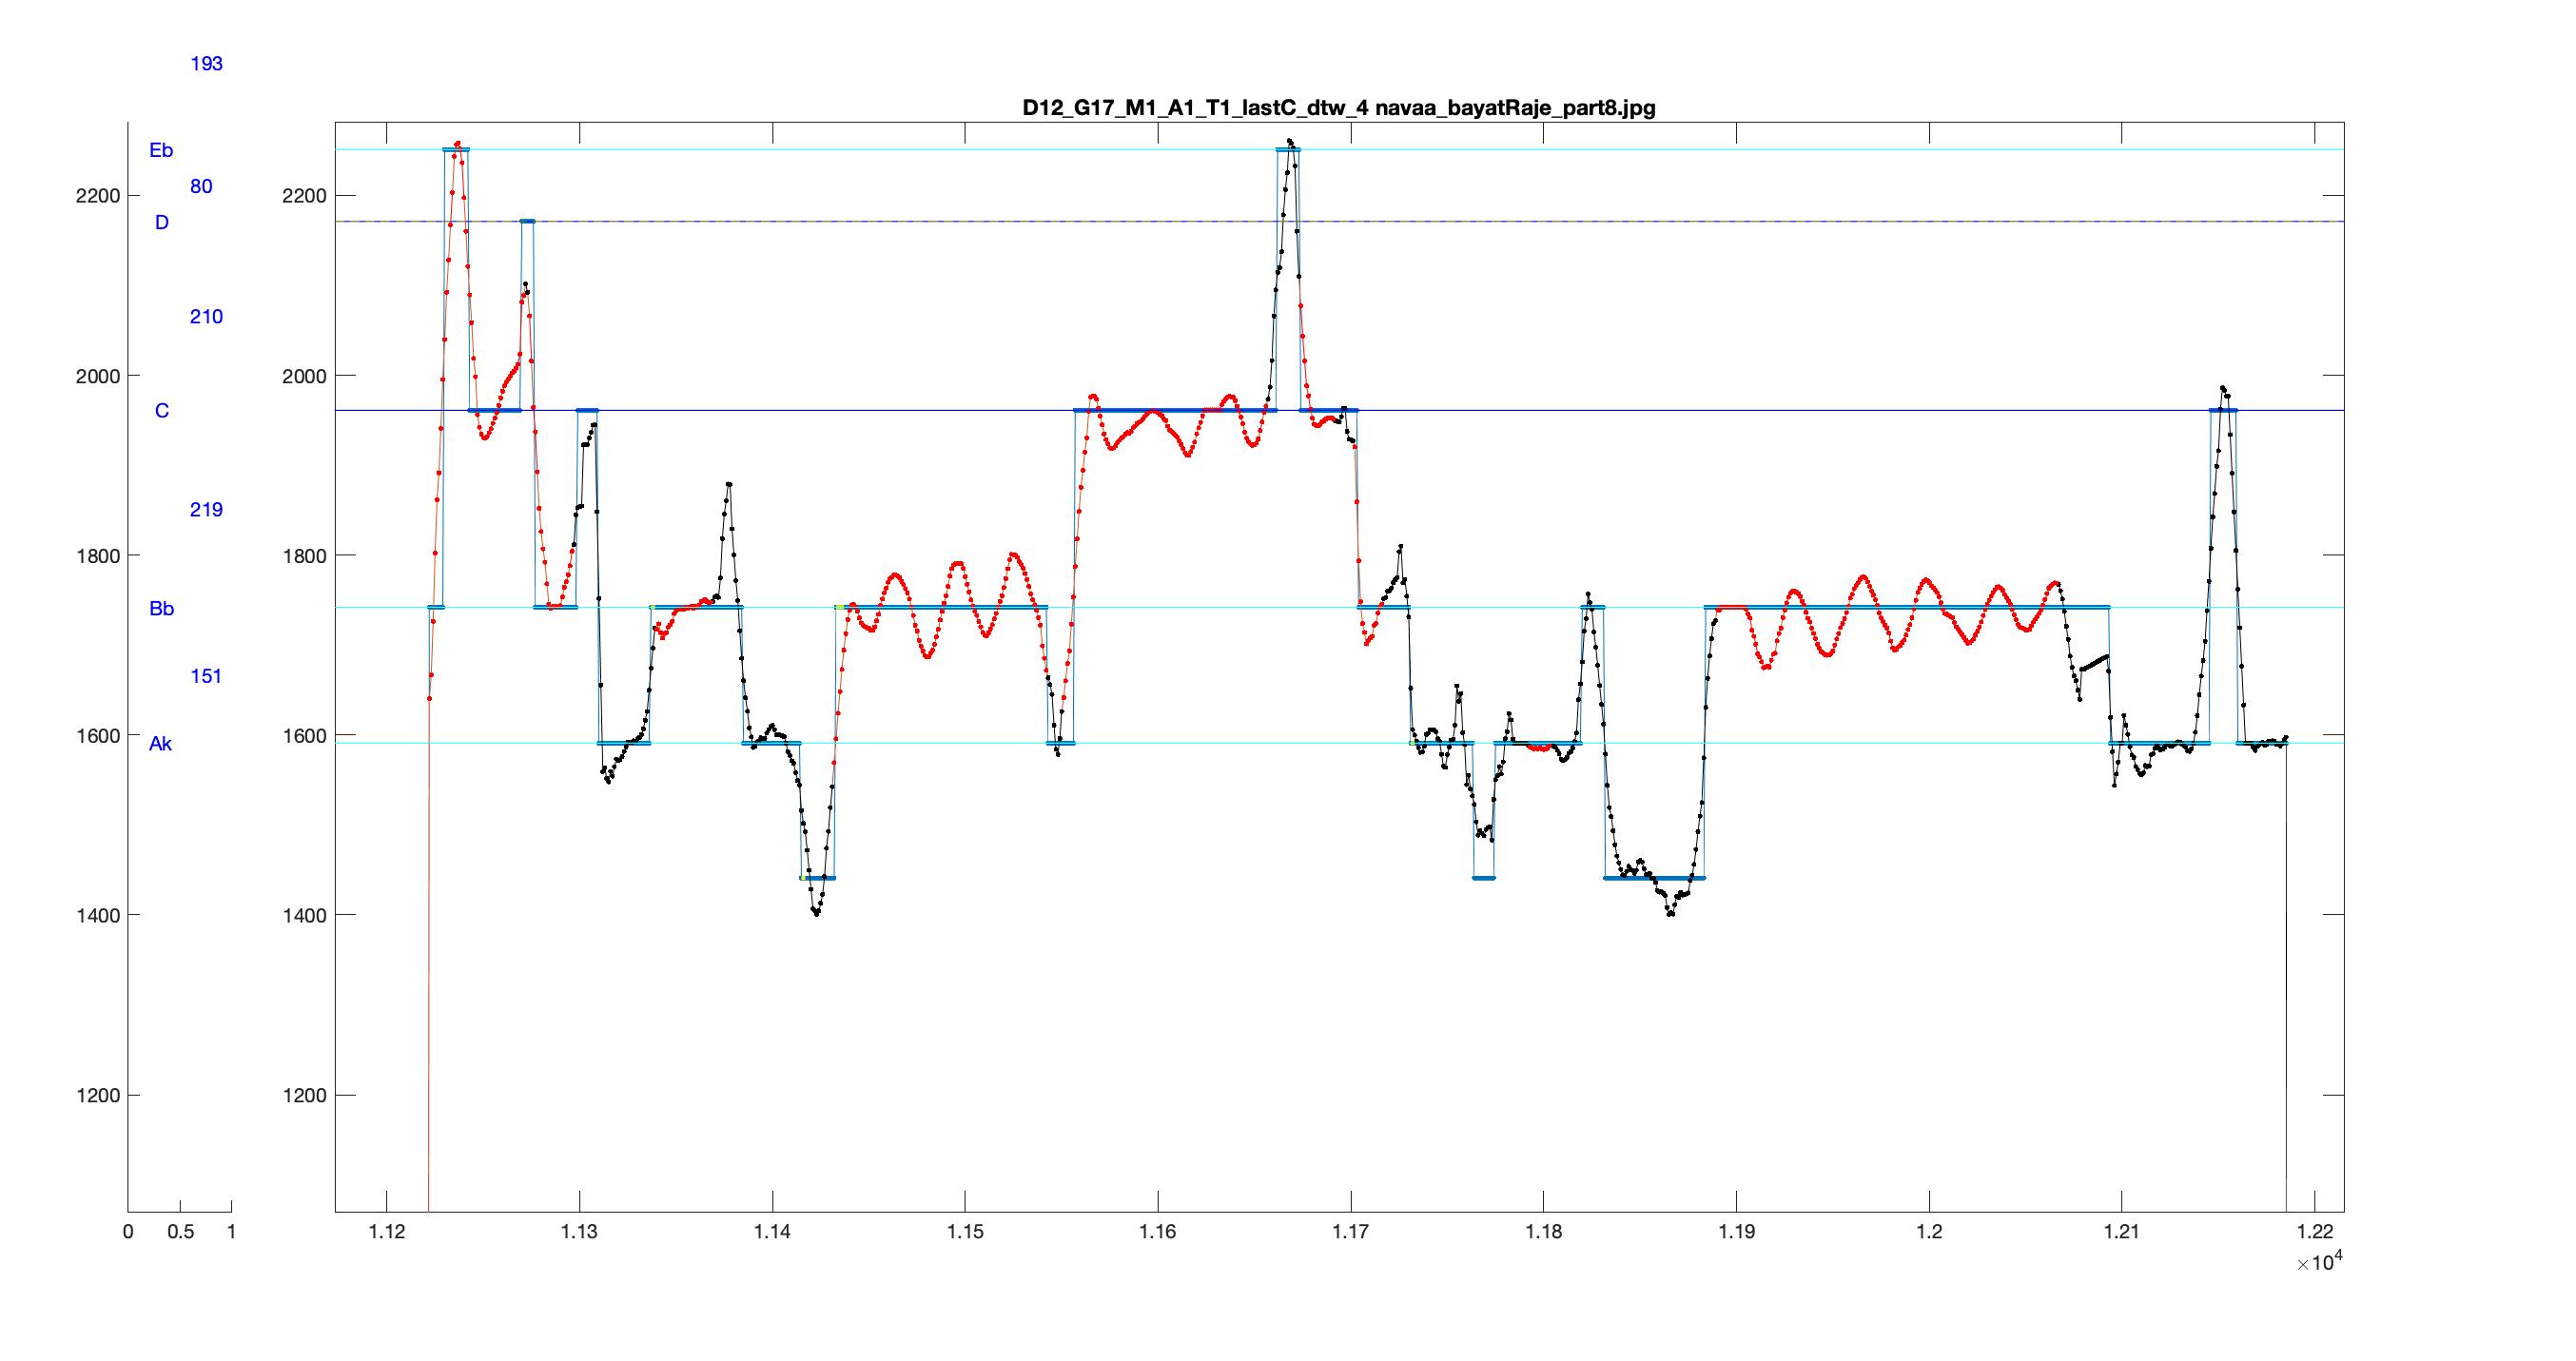 193
D12_G17_M1_A1_T1_lastC_dtw_4 navaa_bayatRaje_part8.jpg
Eb
80
2200
2200
D
210
2000
2000
C
219
1800
1800
Bb
151
1600
1600
Ak
1400
1400
1200
1200
0 0.5 1
1.12 1.13 1.14 1.15 1.16 1.17 1.18 1.19 1.2 1.21 1.22
×10^4